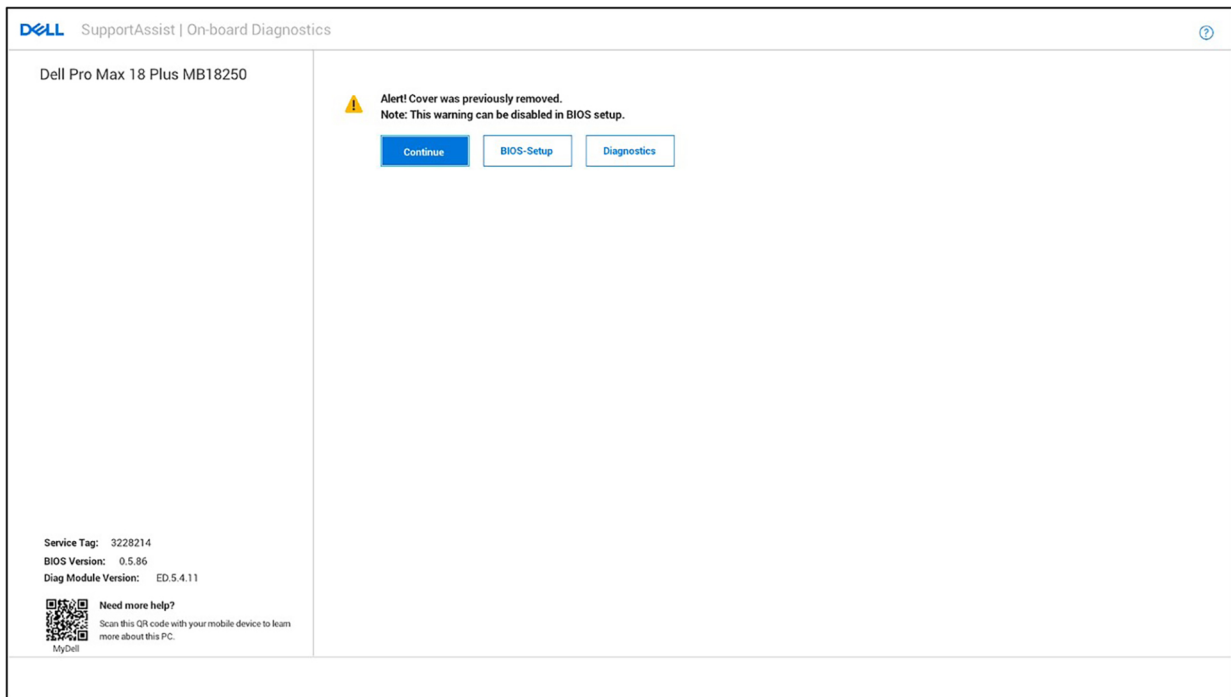 DELL SupportAssist | On-board Diagnostics
Dell Pro Max 18 Plus MB18250
Alert! Cover was previously removed.
Note: This warning can be disabled in BIOS setup.
Continue BIOS-Setup Diagnostics
Service Tag: 3228214
BIOS Version: 0.5.86
Diag Module Version: ED.5.4.11
Need more help?
Scan this QR code with your mobile device to learn
more about this PC.
MyDell